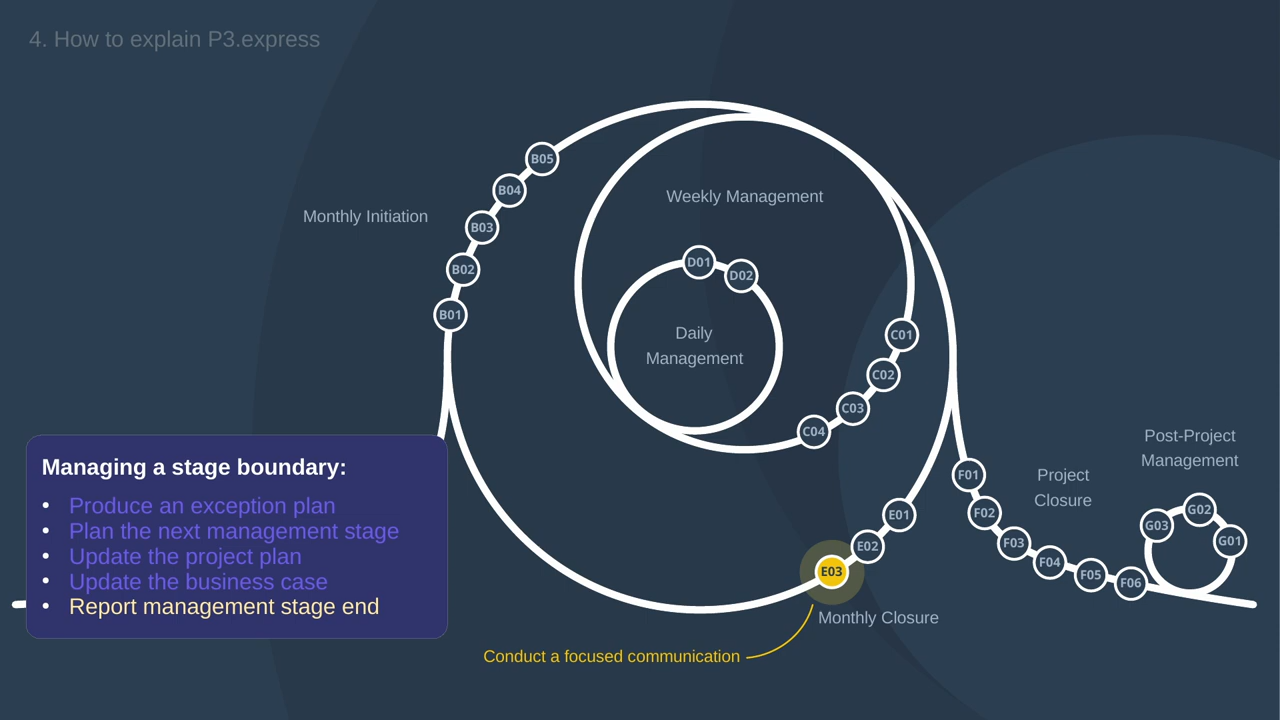 4. How to explain P3.express
B05
B04
Monthly Initiation
B03
B02
B01
Weekly Management
D01
D02
Daily
Management
C01
C02
C03
C04
Managing a stage boundary:
• Produce an exception plan
• Plan the next management stage
• Update the project plan
• Update the business case
• Report management stage end
E01
E02
E03
Monthly Closure
Conduct a focused communication
F01
Project
Closure
F02
F03
F04
F05
F06
Post-Project
Management
G03
G02
G01